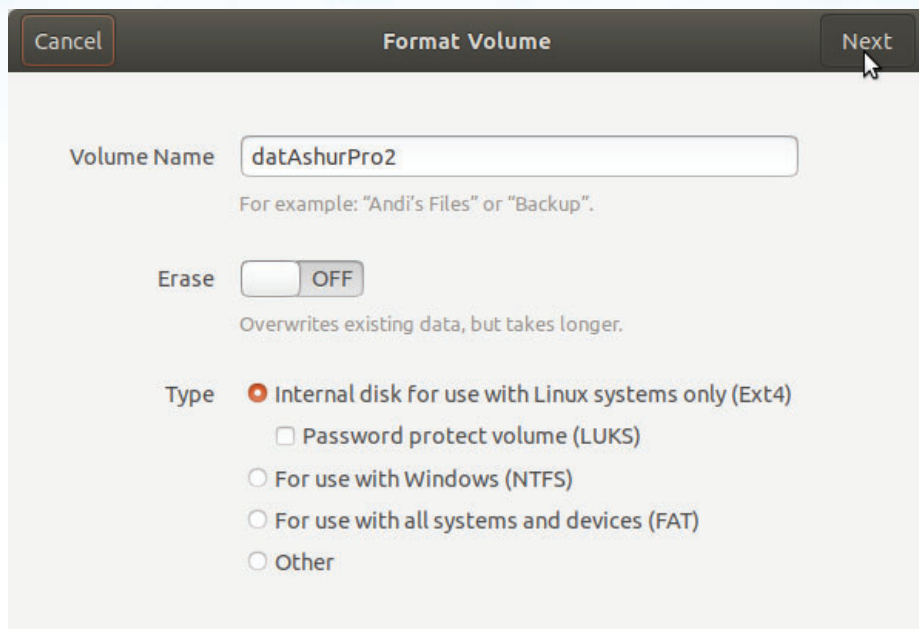 Cancel Format Volume Next
Volume Name datAshurPro2
For example: “Andi’s Files” or “Backup”.
Erase OFF
Overwrites existing data, but takes longer.
Type Internal disk for use with Linux systems only (Ext4)
Password protect volume (LUKS)
For use with Windows (NTFS)
For use with all systems and devices (FAT)
Other